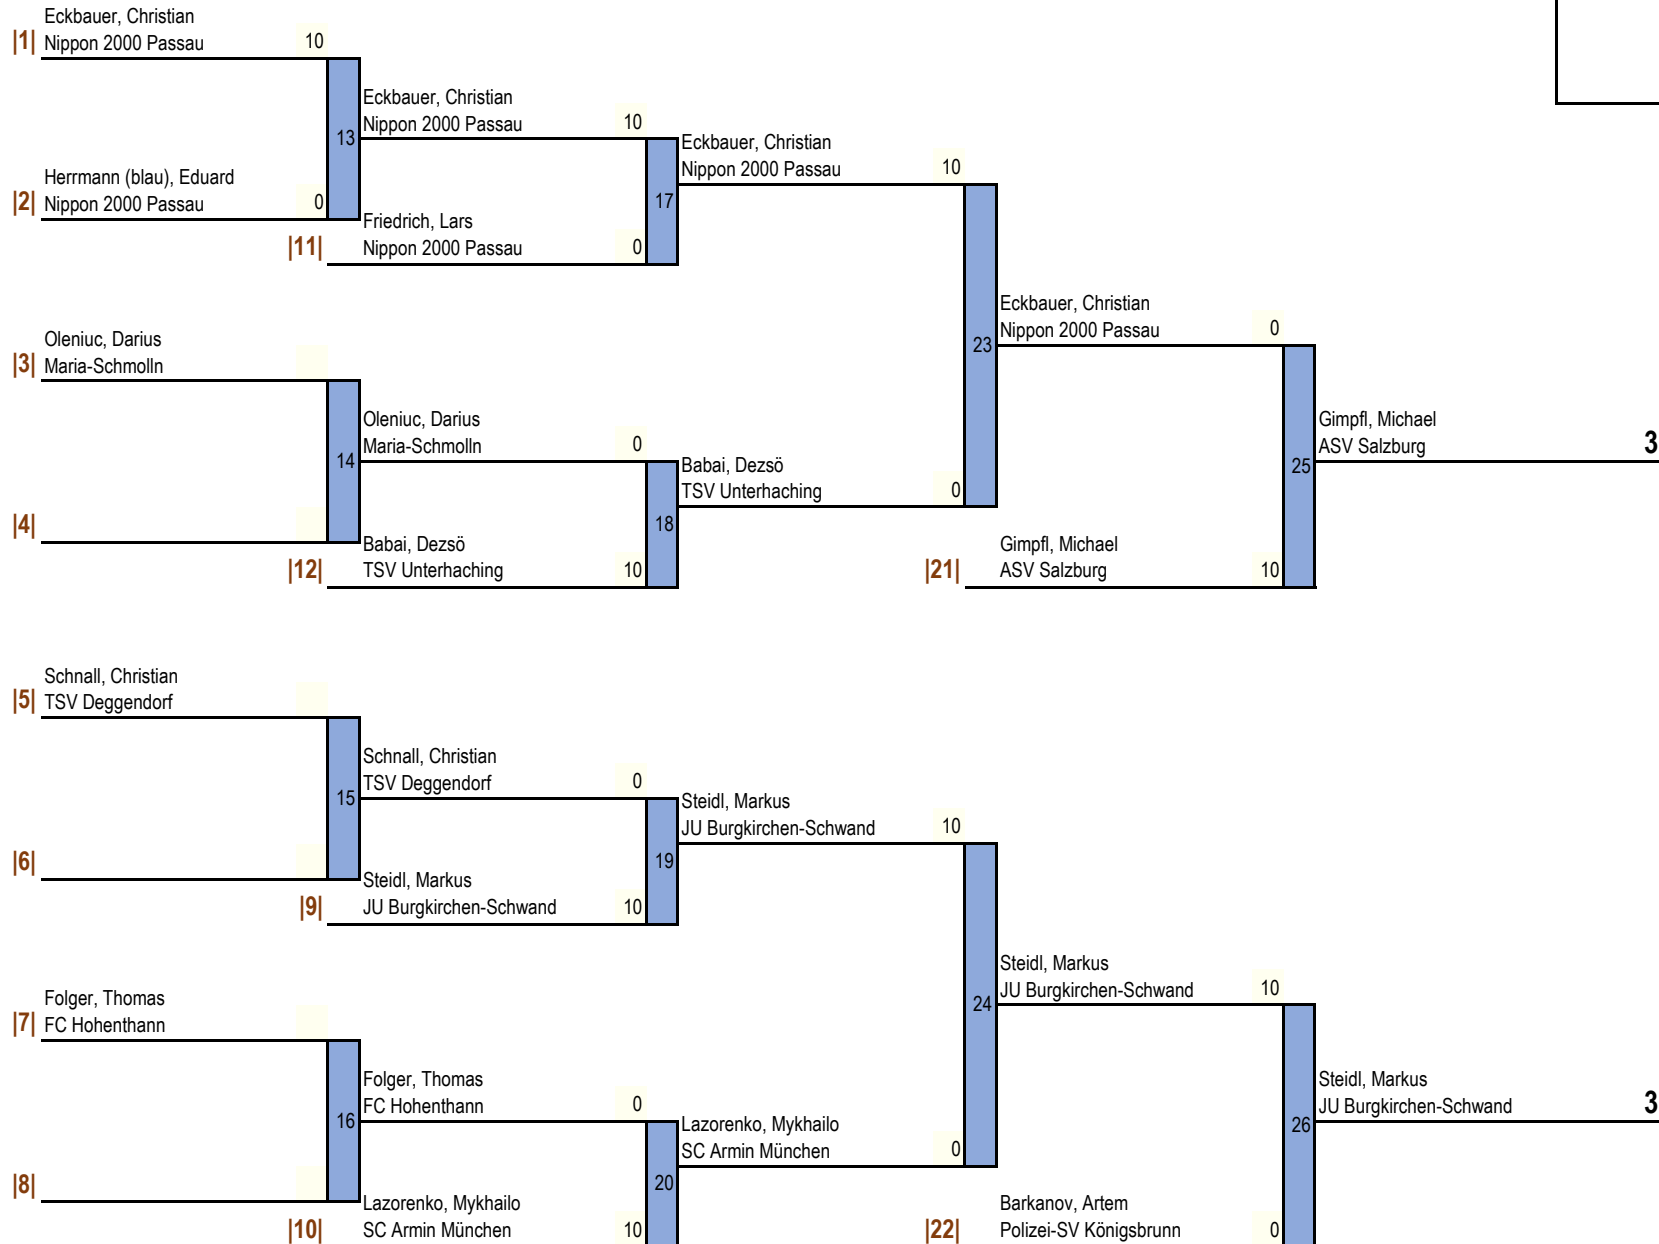 Eckbauer, Christian
|1| Nippon 2000 Passau 10
Eckbauer, Christian
13 Nippon 2000 Passau 10
Eckbauer, Christian
Nippon 2000 Passau 10
Herrmann (blau), Eduard
|2| Nippon 2000 Passau 0
17
Friedrich, Lars
|11| Nippon 2000 Passau 0
Eckbauer, Christian
23 Nippon 2000 Passau 0
Oleniuc, Darius
|3| Maria-Schmolln
Oleniuc, Darius
14 Maria-Schmolln 0
Gimpfl, Michael
25 ASV Salzburg 3
Babai, Dezsö
TSV Unterhaching 0
|4|
18
Babai, Dezsö
|12| TSV Unterhaching 10
Gimpfl, Michael
|21| ASV Salzburg 10
Schnall, Christian
|5| TSV Deggendorf
Schnall, Christian
15 TSV Deggendorf 0
Steidl, Markus
JU Burgkirchen-Schwand 10
|6|
19
Steidl, Markus
|9| JU Burgkirchen-Schwand 10
Steidl, Markus
24 JU Burgkirchen-Schwand 10
Folger, Thomas
|7| FC Hohenthann
Folger, Thomas
16 FC Hohenthann 0
Steidl, Markus
26 JU Burgkirchen-Schwand 3
Lazorenko, Mykhailo
SC Armin München 0
|8|
20
Lazorenko, Mykhailo
|10| SC Armin München 10
Barkanov, Artem
|22| Polizei-SV Königsbrunn 0